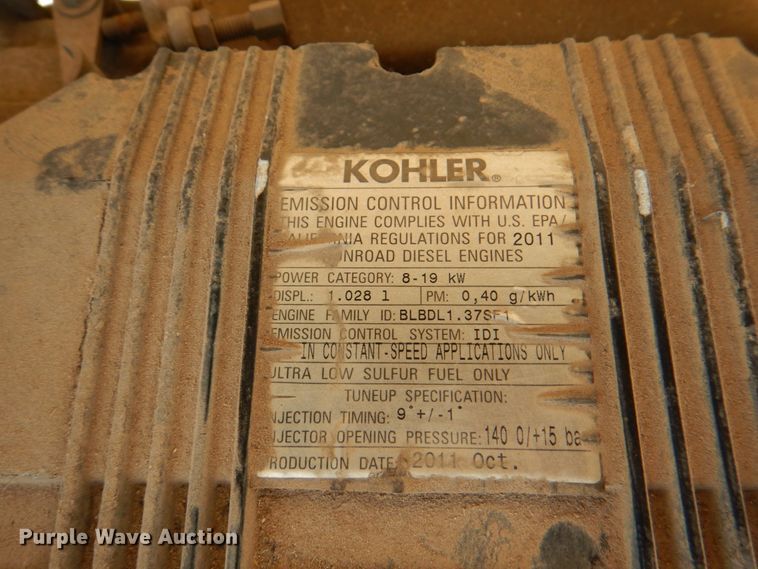 KOHLER®
EMISSION CONTROL INFORMATION
THIS ENGINE COMPLIES WITH U.S. EPA/
CALIFORNIA REGULATIONS FOR 2011
NONROAD DIESEL ENGINES
POWER CATEGORY: 8-19 kW
DISPL.: 1.028 l PM: 0,40 g/kWh
ENGINE FAMILY ID: BLBDL1.37SF1
EMISSION CONTROL SYSTEM: IDI
IN CONSTANT-SPEED APPLICATIONS ONLY
ULTRA LOW SULFUR FUEL ONLY
TUNEUP SPECIFICATION:
INJECTION TIMING: 9°+/-1°
INJECTOR OPENING PRESSURE: 140 0/+15 ba
PRODUCTION DATE: 2011 Oct.
Purple Wave Auction